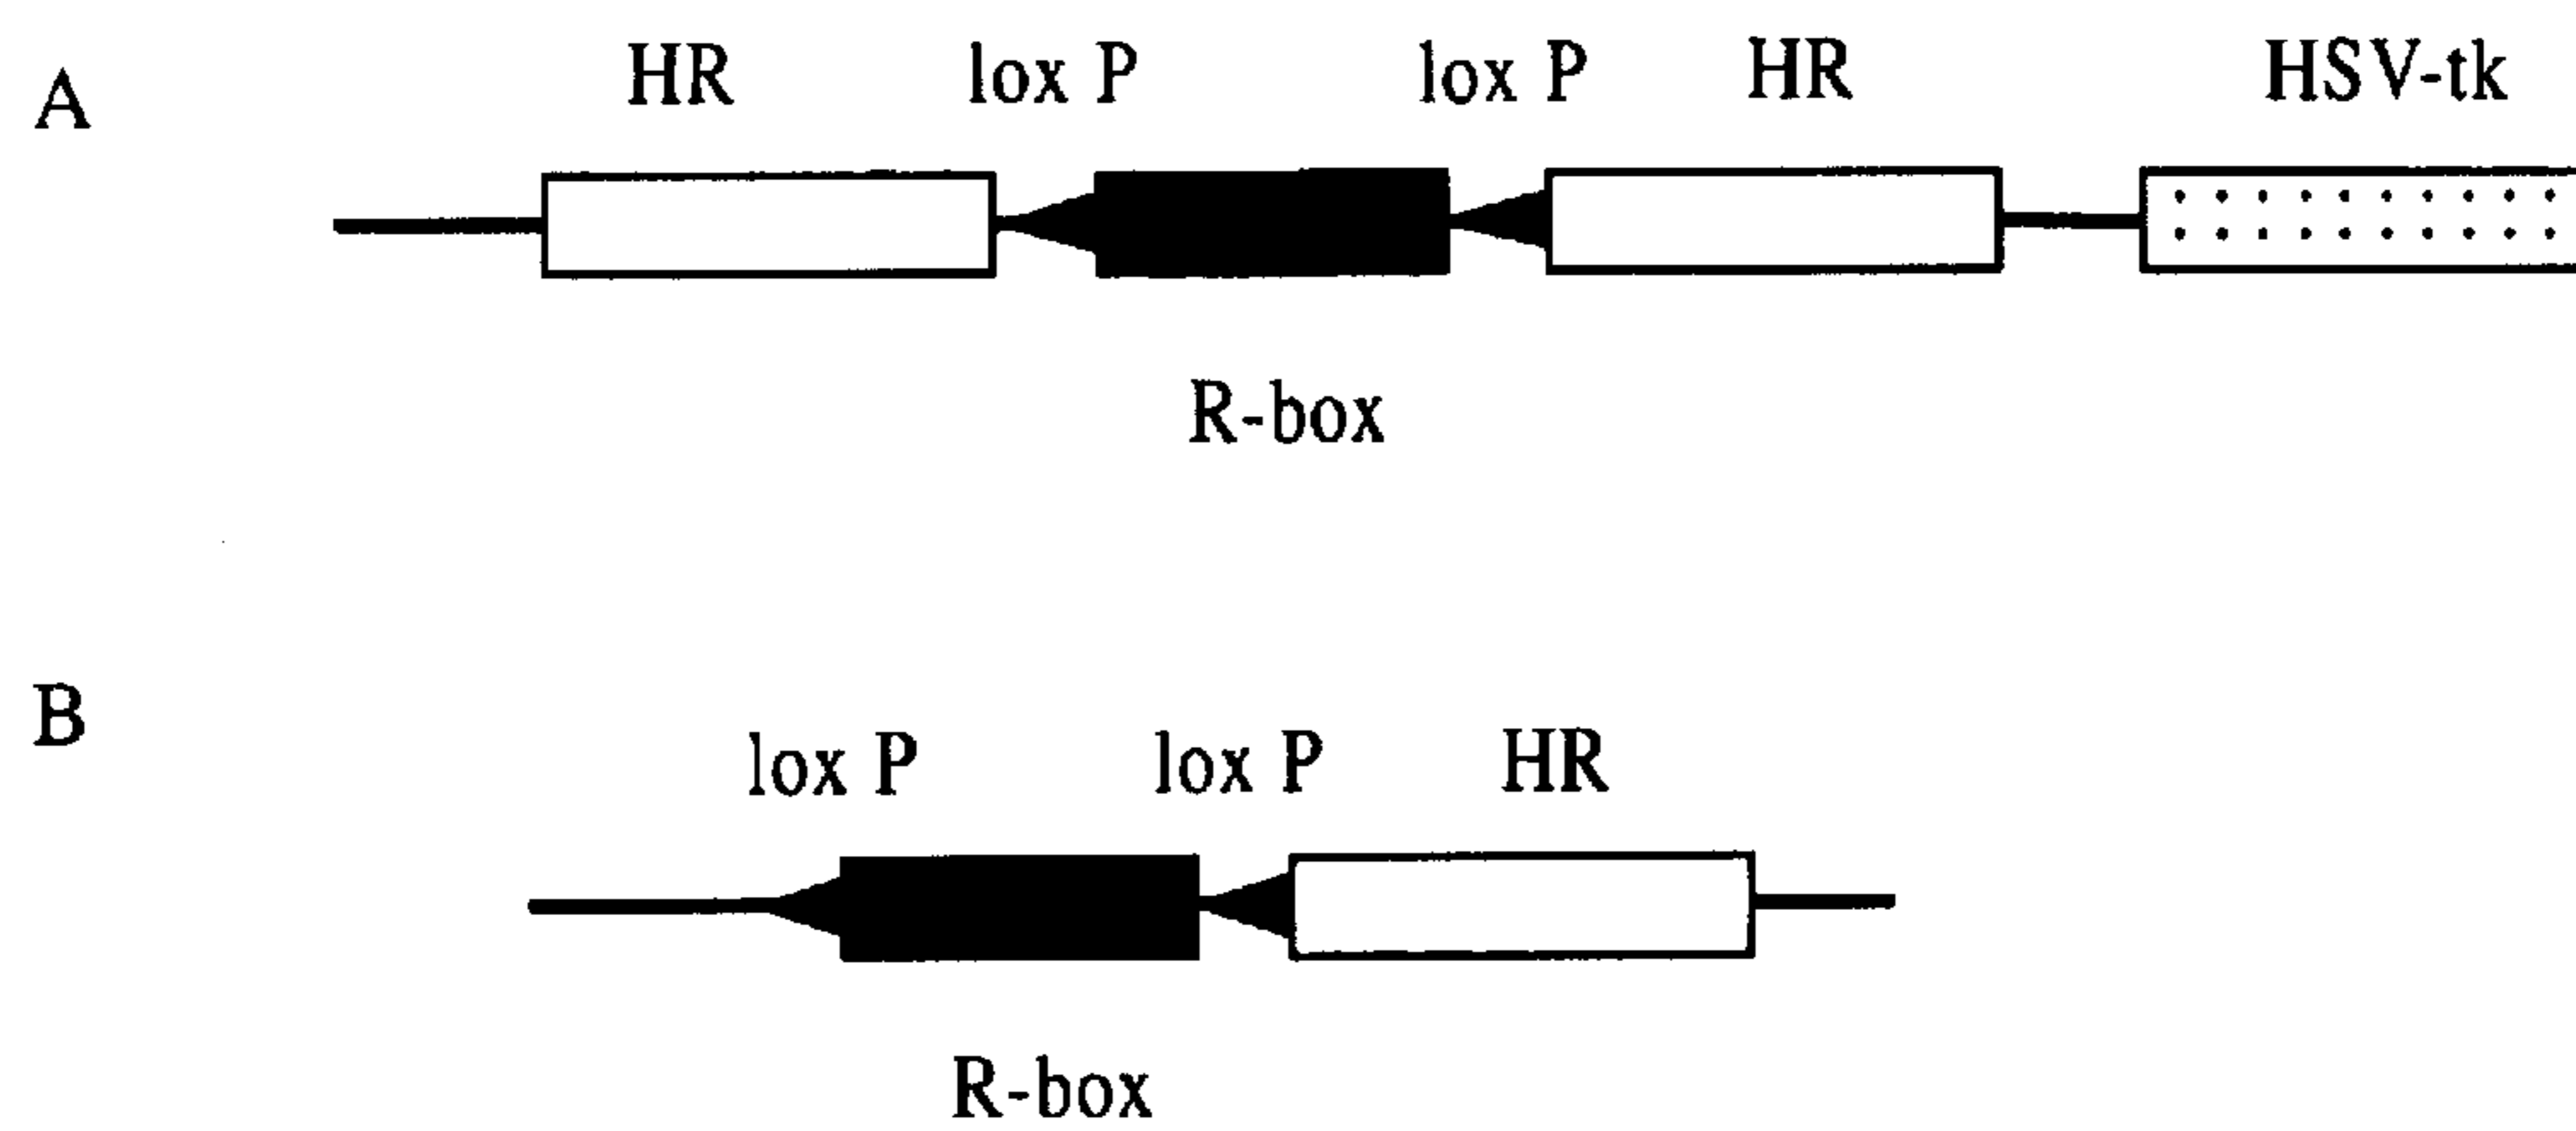 A HR lox P lox P HR HSV-tk
R-box
B
lox P lox P HR
R-box